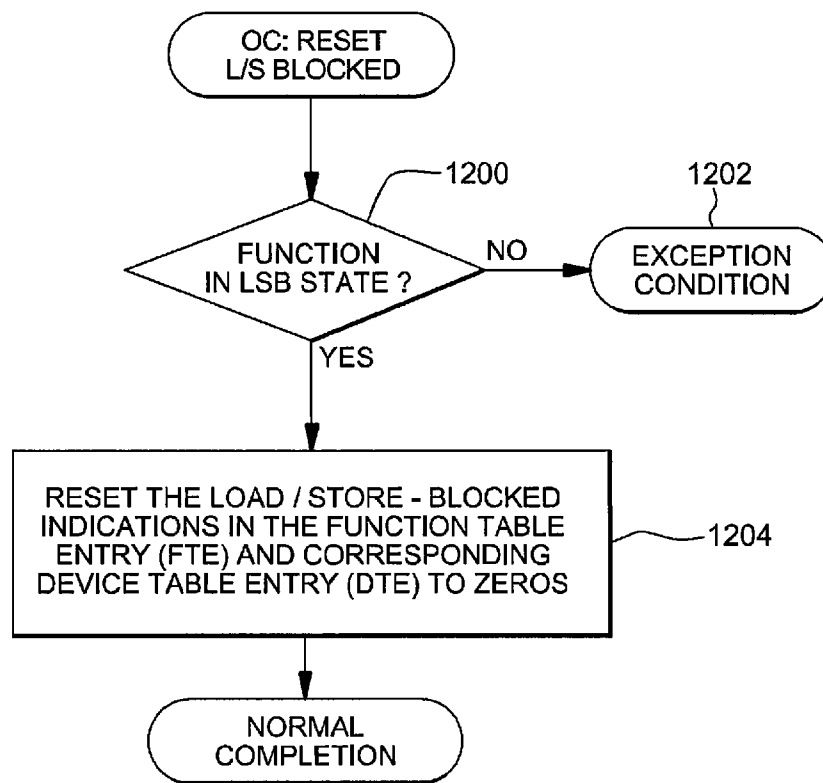 OC: RESET
L/S BLOCKED
1200
1202
FUNCTION
IN LSB STATE ?
NO
EXCEPTION
CONDITION
YES
RESET THE LOAD / STORE - BLOCKED
INDICATIONS IN THE FUNCTION TABLE
ENTRY (FTE) AND CORRESPONDING
DEVICE TABLE ENTRY (DTE) TO ZEROS
1204
NORMAL
COMPLETION